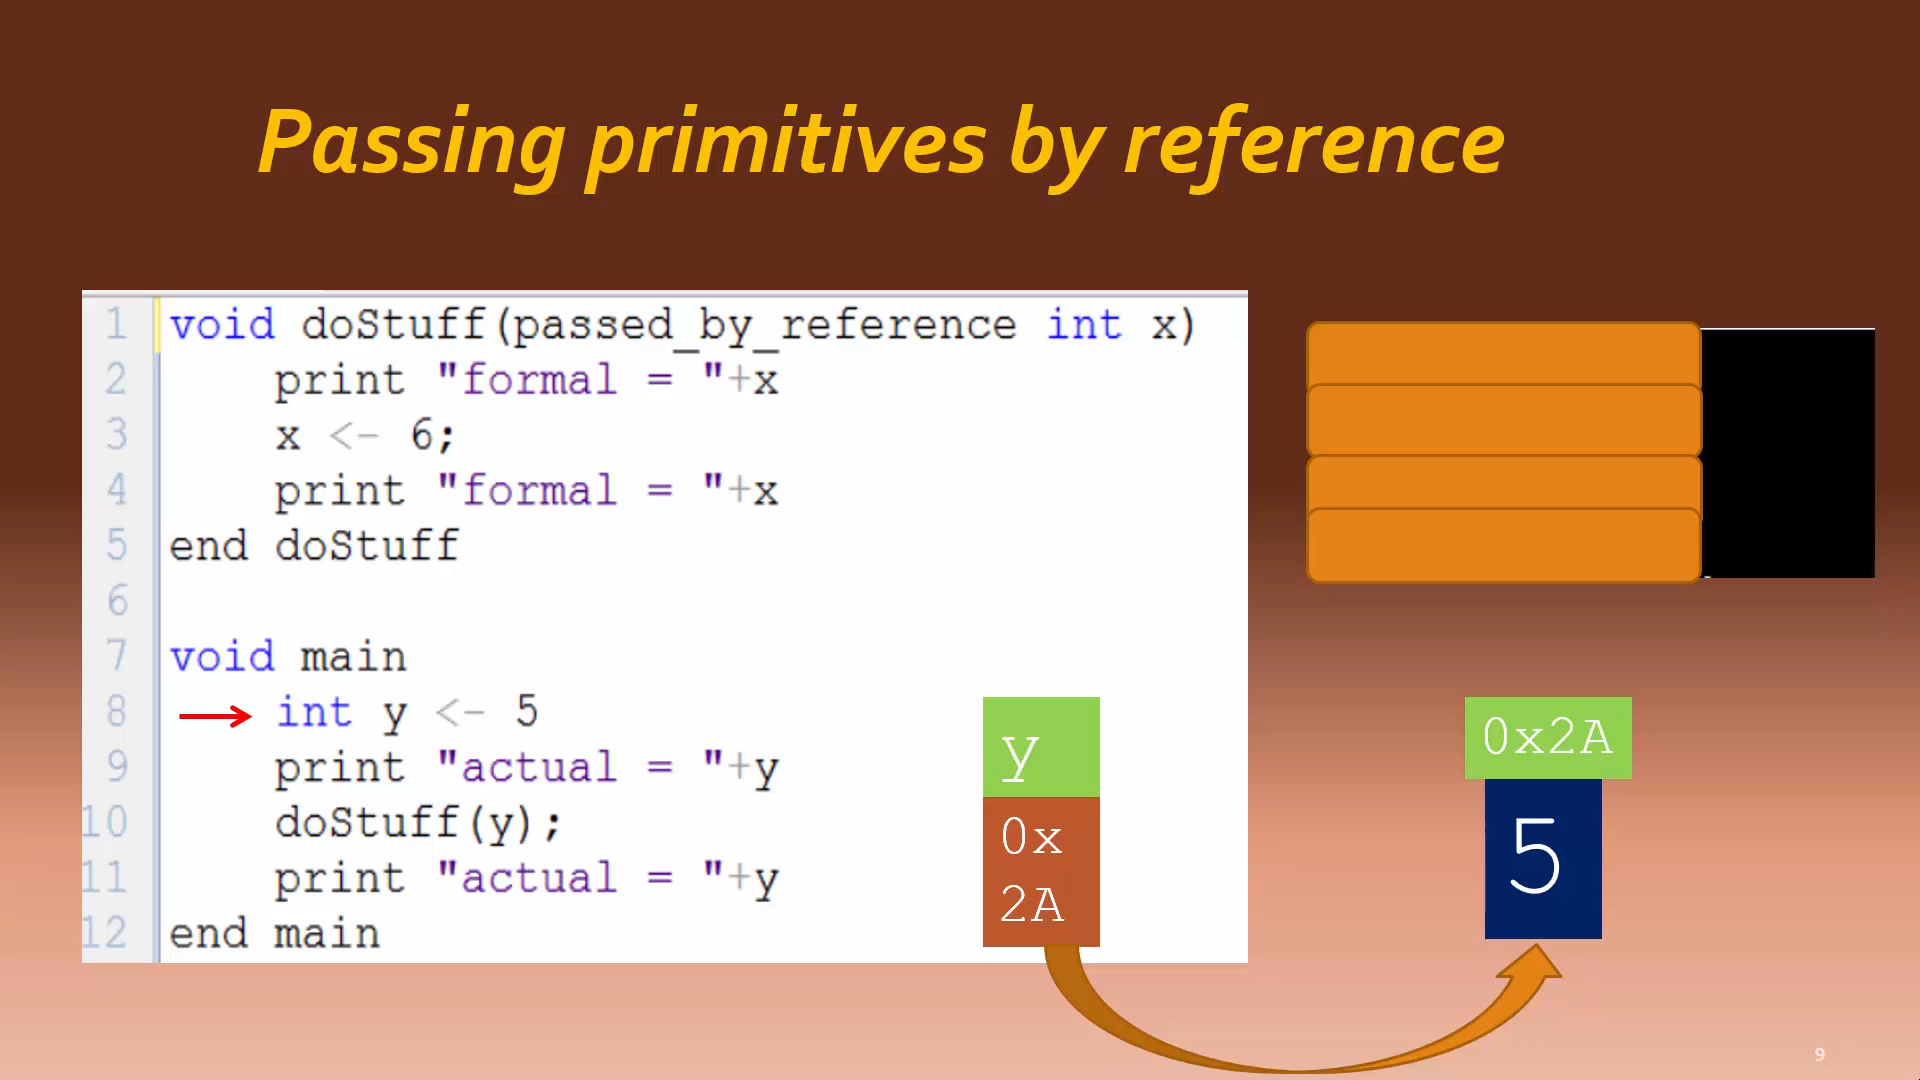 Passing primitives by reference
1 void doStuff(passed_by_reference int x)
2 print "formal = "+x
3 x <- 6;
4 print "formal = "+x
5 end doStuff
6
7 void main
8 int y <- 5
9 print "actual = "+y
10 doStuff(y);
11 print "actual = "+y
12 end main
y
0x
2A
0x2A
5
9